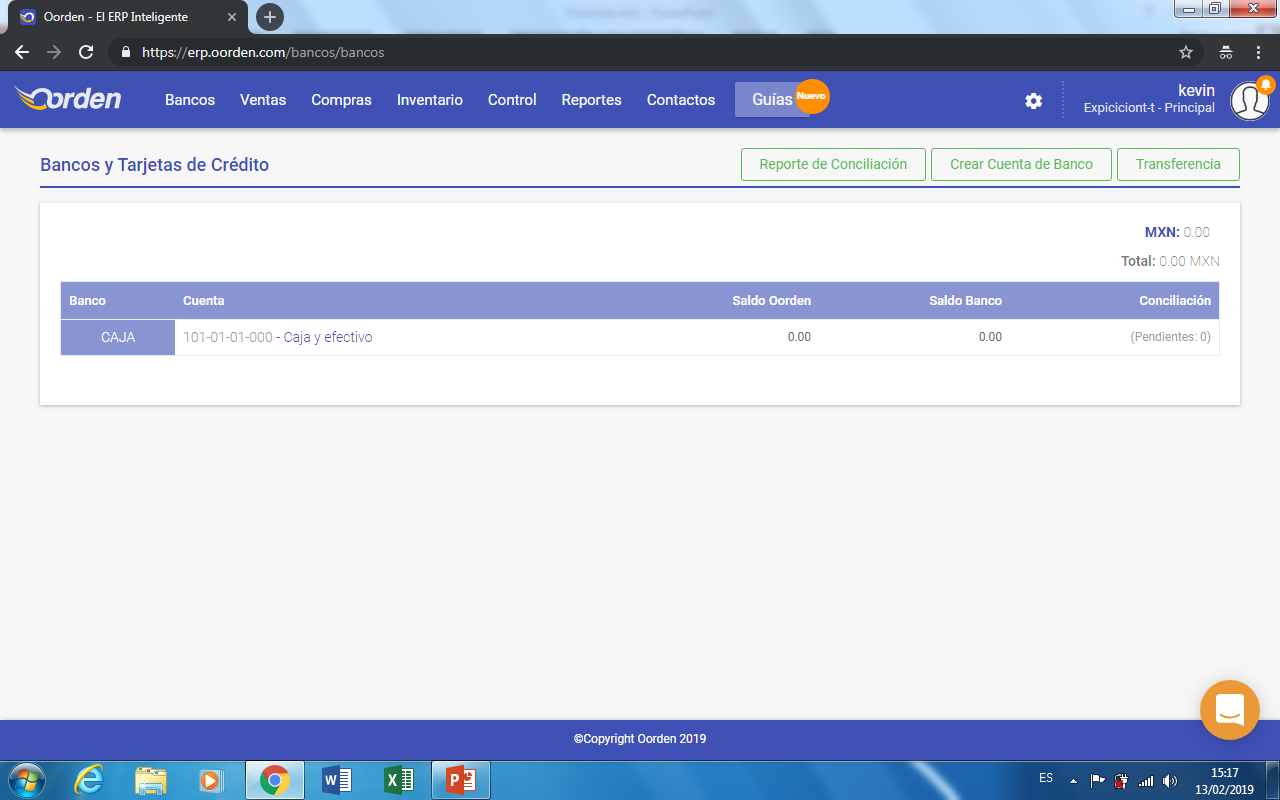 Oorden - El ERP Inteligente
https://erp.oorden.com/bancos/bancos
Oorden
Bancos
Ventas
Compras
Inventario
Control
Reportes
Contactos
Guías
Nuevo
kevin
Expiciciont-t - Principal
Bancos y Tarjetas de Crédito
Reporte de Conciliación
Crear Cuenta de Banco
Transferencia
MXN: 0.00
Total: 0.00 MXN
Banco Cuenta Saldo Oorden Saldo Banco Conciliación
CAJA 101-01-01-000 - Caja y efectivo 0.00 0.00 (Pendientes: 0)
©Copyright Oorden 2019
ES
15:17
13/02/2019